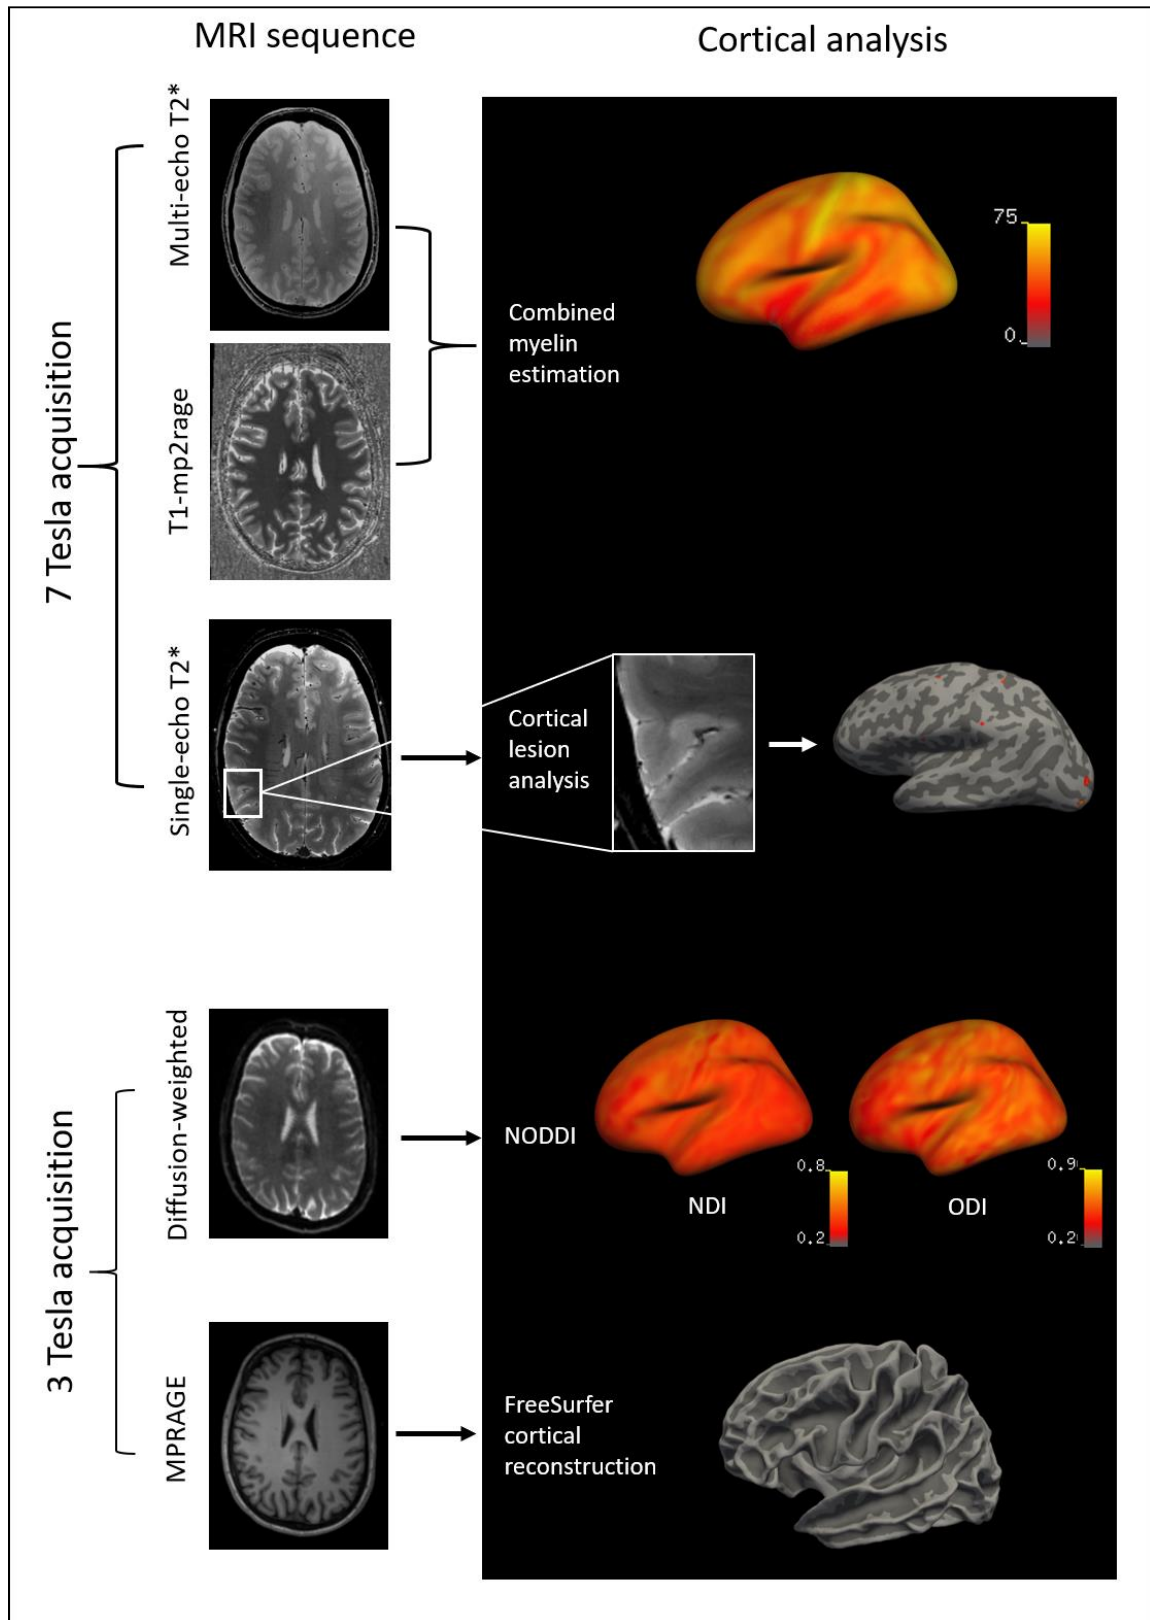 MRI sequence
Cortical analysis
7 Tesla acquisition
Multi-echo T2*
T1-mp2rage
Single-echo T2*
Combined
myelin
estimation
75
0
Cortical
lesion
analysis
3 Tesla acquisition
Diffusion-weighted
MPRAGE
NODDI
NDI
0.8
0.2
ODI
0.9
0.2
FreeSurfer
cortical
reconstruction